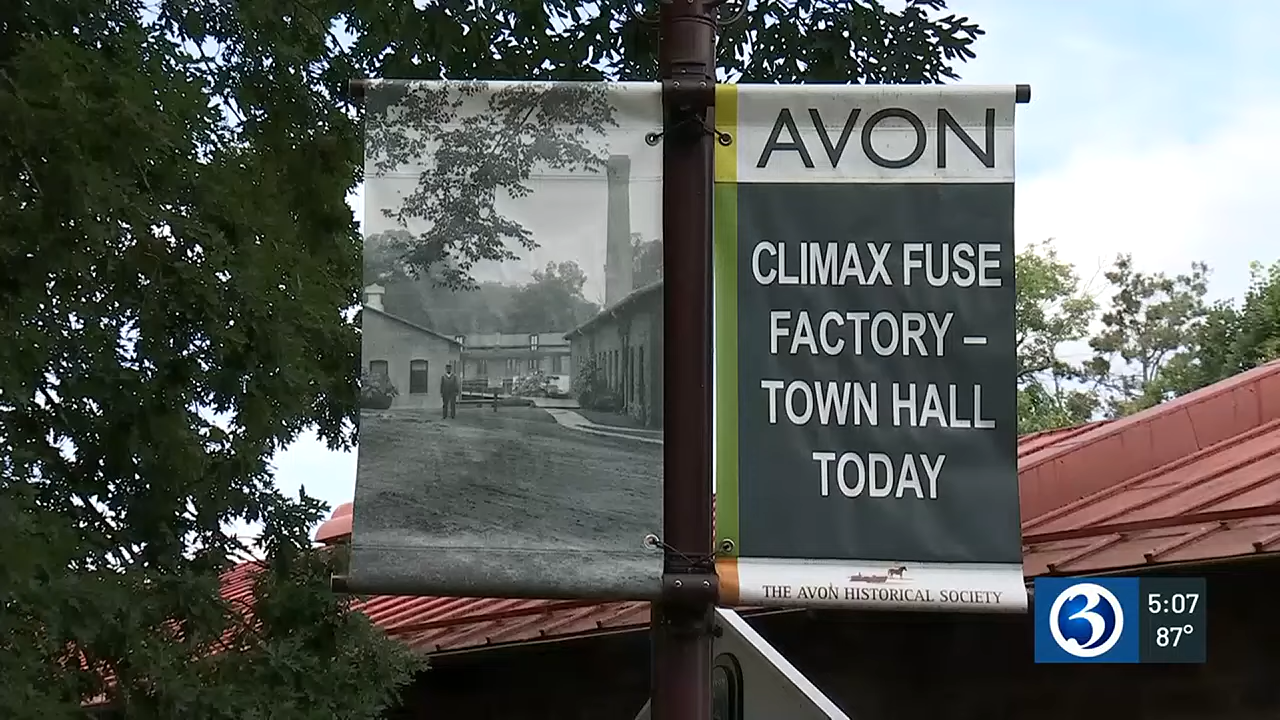 AVON
CLIMAX FUSE
FACTORY –
TOWN HALL
TODAY
THE AVON HISTORICAL SOCIETY
3
5:07
87°